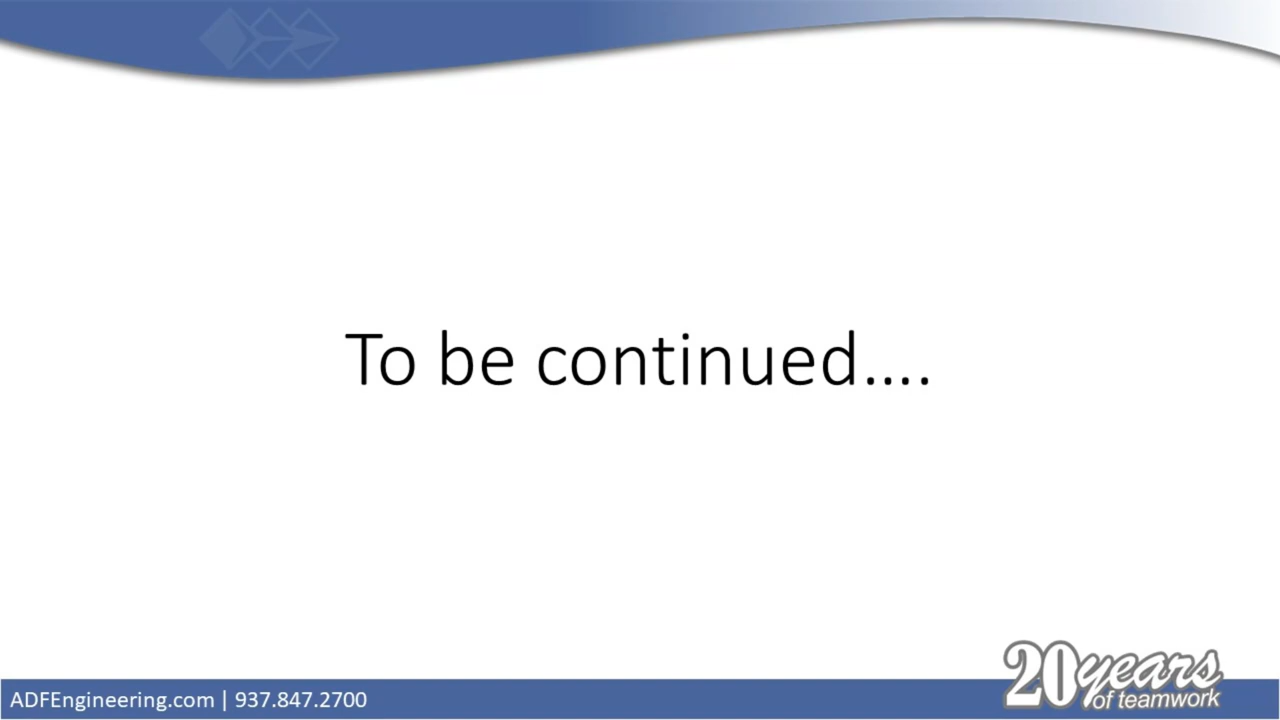 To be continued....
ADFEngineering.com | 937.847.2700
20 years
of teamwork